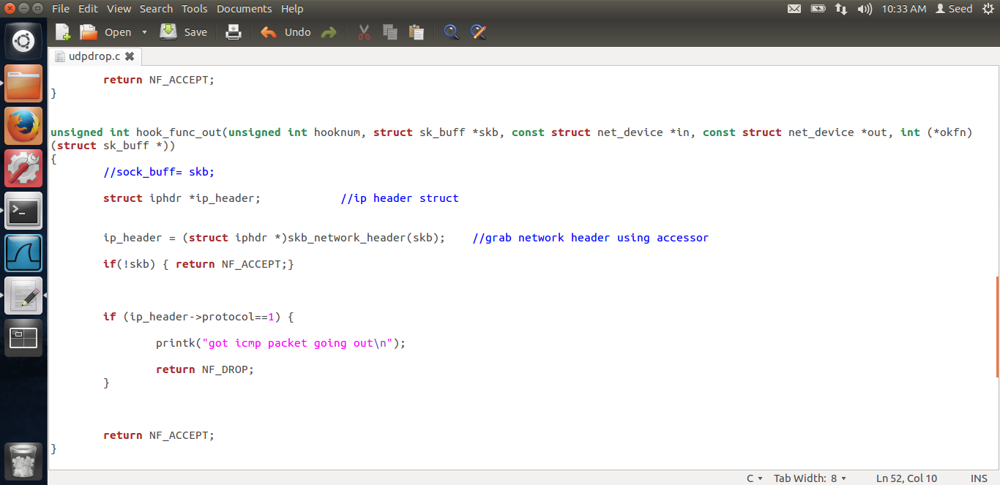 File Edit View Search Tools Documents Help 10:33 AM Seed
Open Save Undo
udpdrop.c
return NF_ACCEPT;
}
unsigned int hook_func_out(unsigned int hooknum, struct sk_buff *skb, const struct net_device *in, const struct net_device *out, int (*okfn)
(struct sk_buff *))
{
//sock_buff= skb;
struct iphdr *ip_header; //ip header struct
ip_header = (struct iphdr *)skb_network_header(skb); //grab network header using accessor
if(!skb) { return NF_ACCEPT;}
if (ip_header->protocol==1) {
printk("got icmp packet going out\n");
return NF_DROP;
}
return NF_ACCEPT;
}
C Tab Width: 8 Ln 52, Col 10 INS